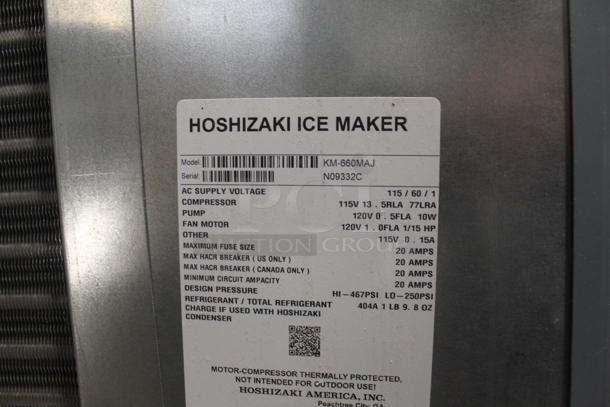 HOSHIZAKI ICE MAKER
Model: KM-660MAJ
Serial: N09332C
AC SUPPLY VOLTAGE 115 / 60 / 1
COMPRESSOR 115V 13 . 5RLA 77LRA
PUMP 120V 0 . 5FLA 10W
FAN MOTOR 120V 1 . 0FLA 1/15 HP
OTHER 115V 0 . 15A
MAXIMUM FUSE SIZE 20 AMPS
MAX HACR BREAKER ( US ONLY ) 20 AMPS
MAX HACR BREAKER ( CANADA ONLY ) 20 AMPS
MINIMUM CIRCUIT AMPACITY 20 AMPS
DESIGN PRESSURE HI-467PSI LO-250PSI
REFRIGERANT / TOTAL REFRIGERANT 404A 1 LB 9. 8 OZ
CHARGE IF USED WITH HOSHIZAKI
CONDENSER
MOTOR-COMPRESSOR THERMALLY PROTECTED,
NOT INTENDED FOR OUTDOOR USE!
HOSHIZAKI AMERICA, INC.
Peachtree City, GA